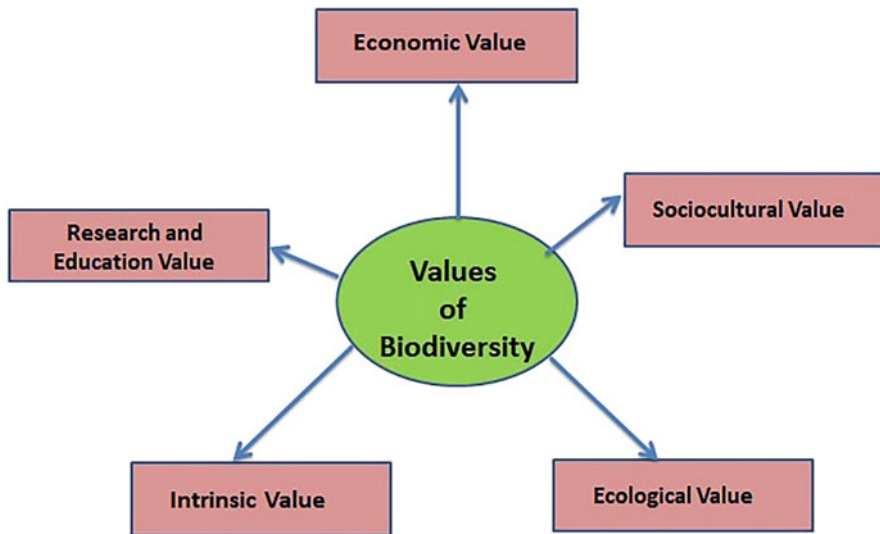 Economic Value
Sociocultural Value
Research and
Education Value
Values
of
Biodiversity
Intrinsic Value
Ecological Value